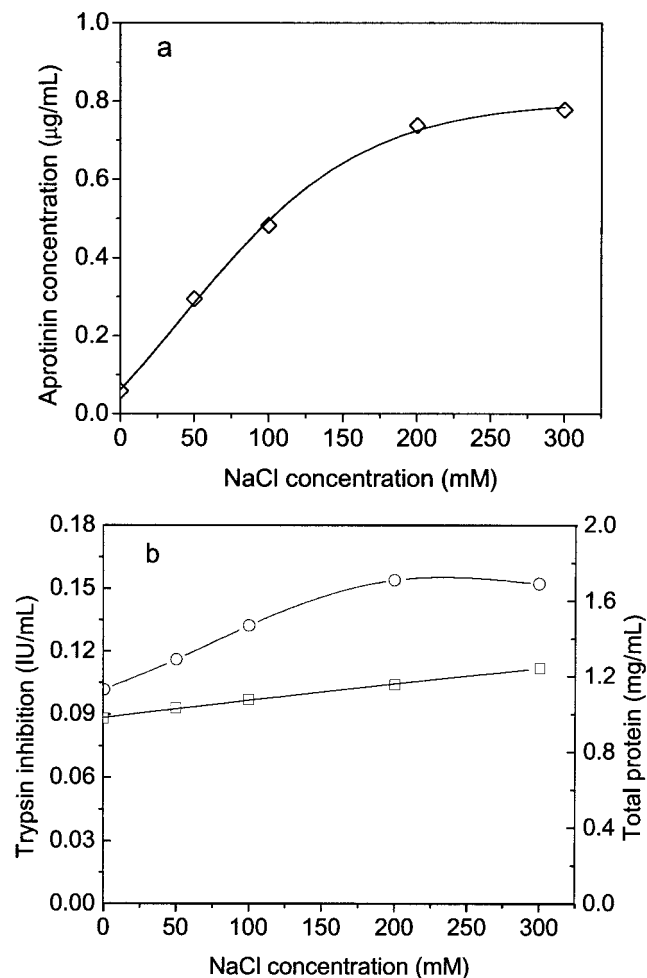 a
Aprotinin concentration (μg/mL)
1.0
0.8
0.6
0.4
0.2
0.0
0 50 100 150 200 250 300
NaCl concentration (mM)
b
Trypsin inhibition (IU/mL)
0.18
0.15
0.12
0.09
0.06
0.03
0.00
2.0
1.6
1.2
0.8
0.4
0.0
Total protein (mg/mL)
0 50 100 150 200 250 300
NaCl concentration (mM)